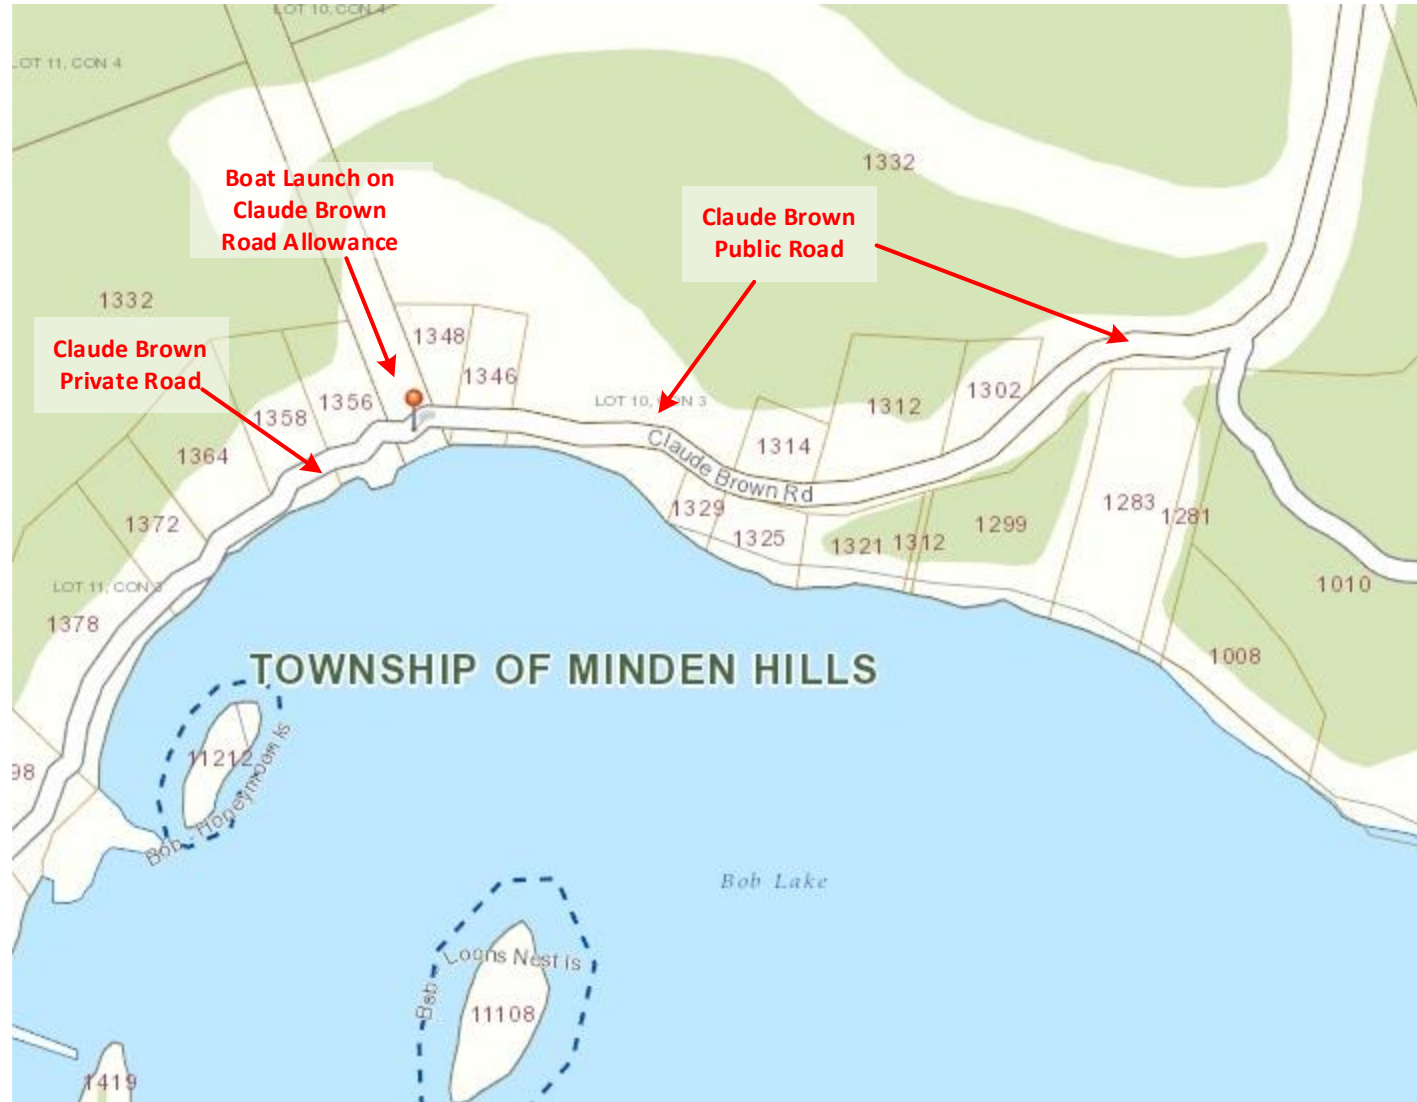 LOT 10, CON 4
LOT 11, CON 4
1332
Boat Launch on
Claude Brown
Road Allowance
Claude Brown
Public Road
1332
Claude Brown
Private Road
1348
1346
1356
1358
1364
1372
LOT 10, CON 3
1302
1312
1314
Claude Brown Rd
1329
1325
1321
1312
1299
1283
1281
1010
LOT 11, CON 3
1378
1008
TOWNSHIP OF MINDEN HILLS
98
11212
Bob - Honeymoon Is
Bob Lake
Bob
Loons Nest Is
11108
1419